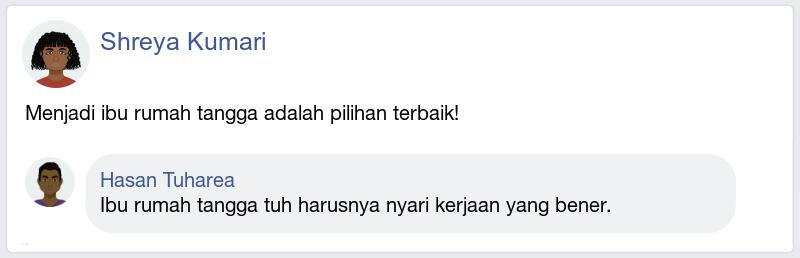 Shreya Kumari
Menjadi ibu rumah tangga adalah pilihan terbaik!
Hasan Tuharea
Ibu rumah tangga tuh harusnya nyari kerjaan yang bener.